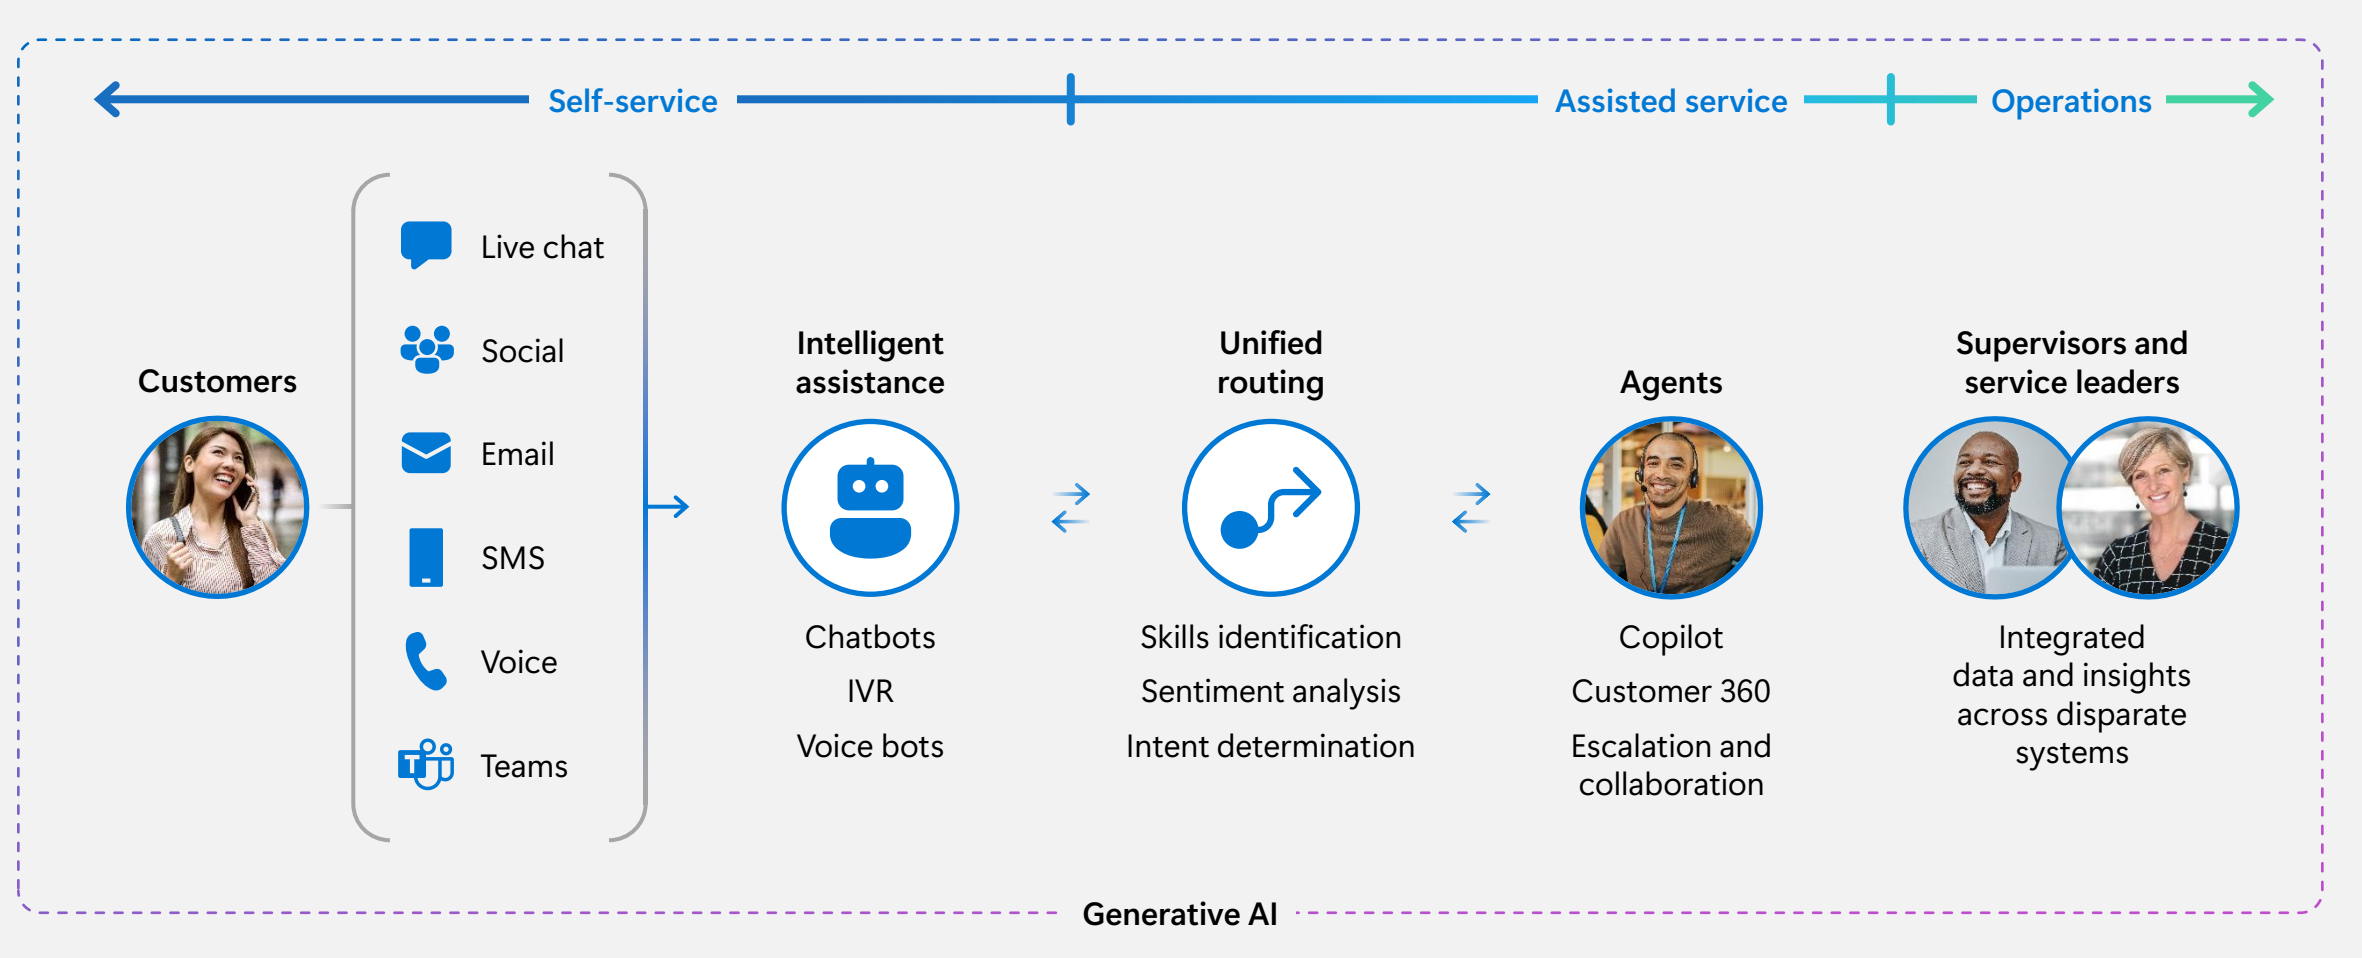 Self-service
Assisted service
Operations
Customers
Live chat
Social
Email
SMS
Voice
T
Teams
Intelligent
assistance
Chatbots
IVR
Voice bots
Unified
routing
Skills identification
Sentiment analysis
Intent determination
Agents
Copilot
Customer 360
Escalation and
collaboration
Supervisors and
service leaders
Integrated
data and insights
across disparate
systems
Generative AI